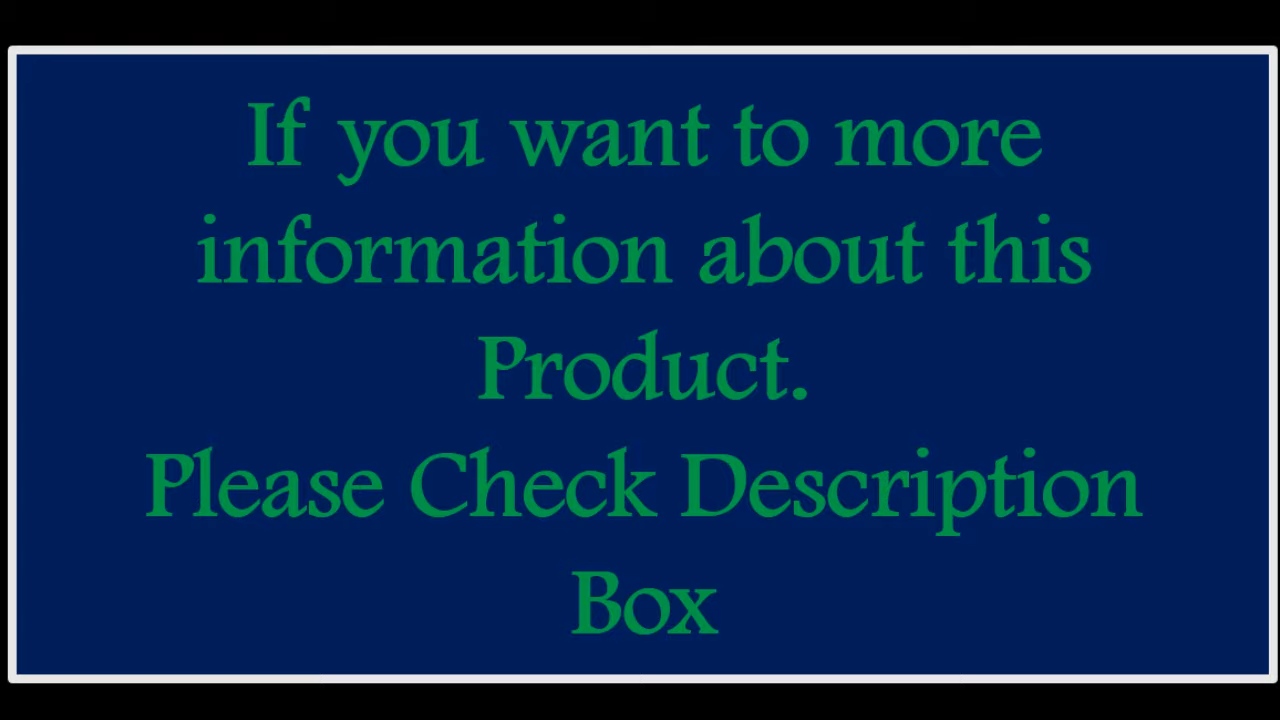 If you want to more
information about this
Product.
Please Check Description
Box